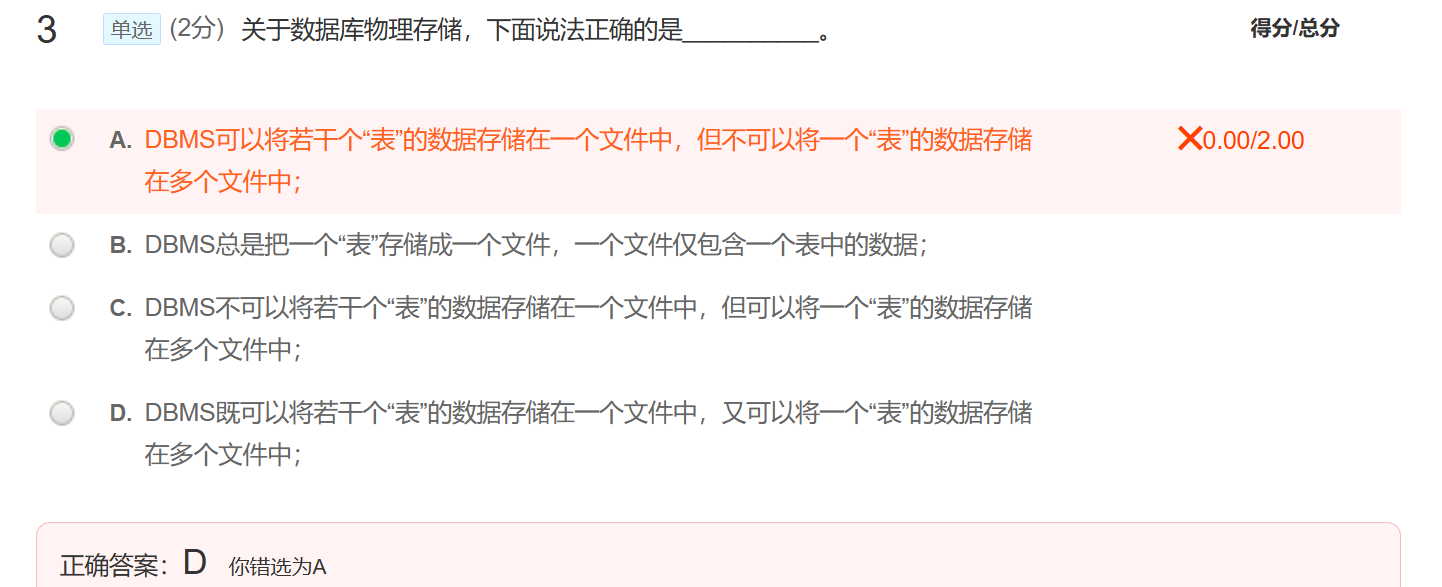 3 单选 (2分) 关于数据库物理存储，下面说法正确的是__________。 得分/总分
A. DBMS可以将若干个“表”的数据存储在一个文件中，但不可以将一个“表”的数据存储 ❌0.00/2.00
在多个文件中；
B. DBMS总是把一个“表”存储成一个文件，一个文件仅包含一个表中的数据；
C. DBMS不可以将若干个“表”的数据存储在一个文件中，但可以将一个“表”的数据存储
在多个文件中；
D. DBMS既可以将若干个“表”的数据存储在一个文件中，又可以将一个“表”的数据存储
在多个文件中；
正确答案：D 你错选为A